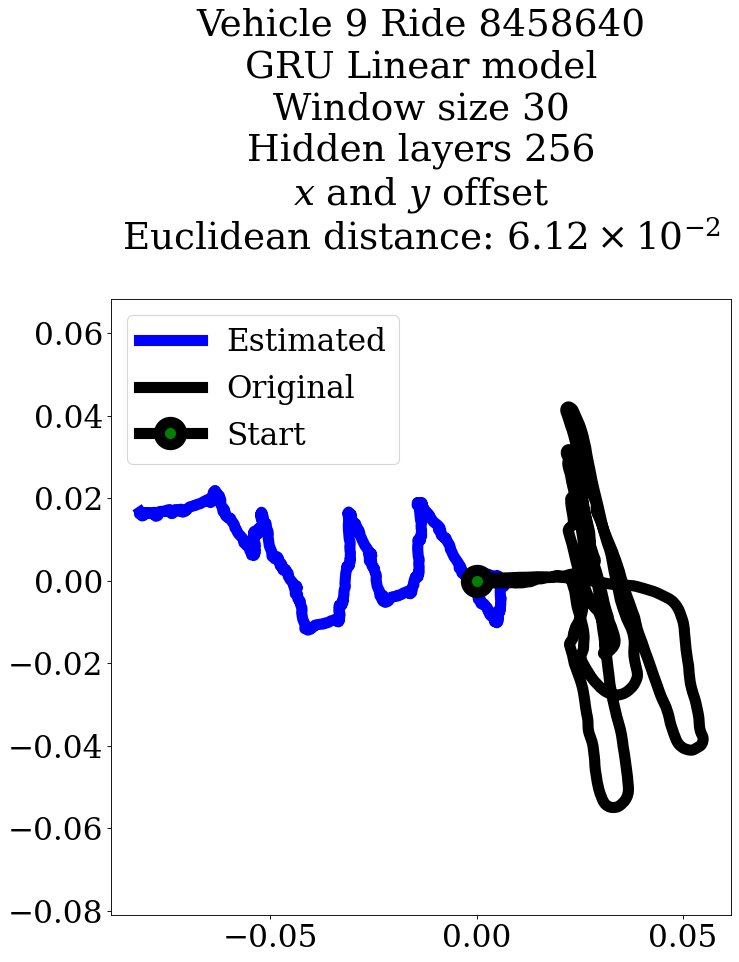 Vehicle 9 Ride 8458640
GRU Linear model
Window size 30
Hidden layers 256
x and y offset
Euclidean distance: 6.12 × 10⁻²
Estimated
Original
Start
0.06
0.04
0.02
0.00
−0.02
−0.04
−0.06
−0.08
−0.05 0.00 0.05